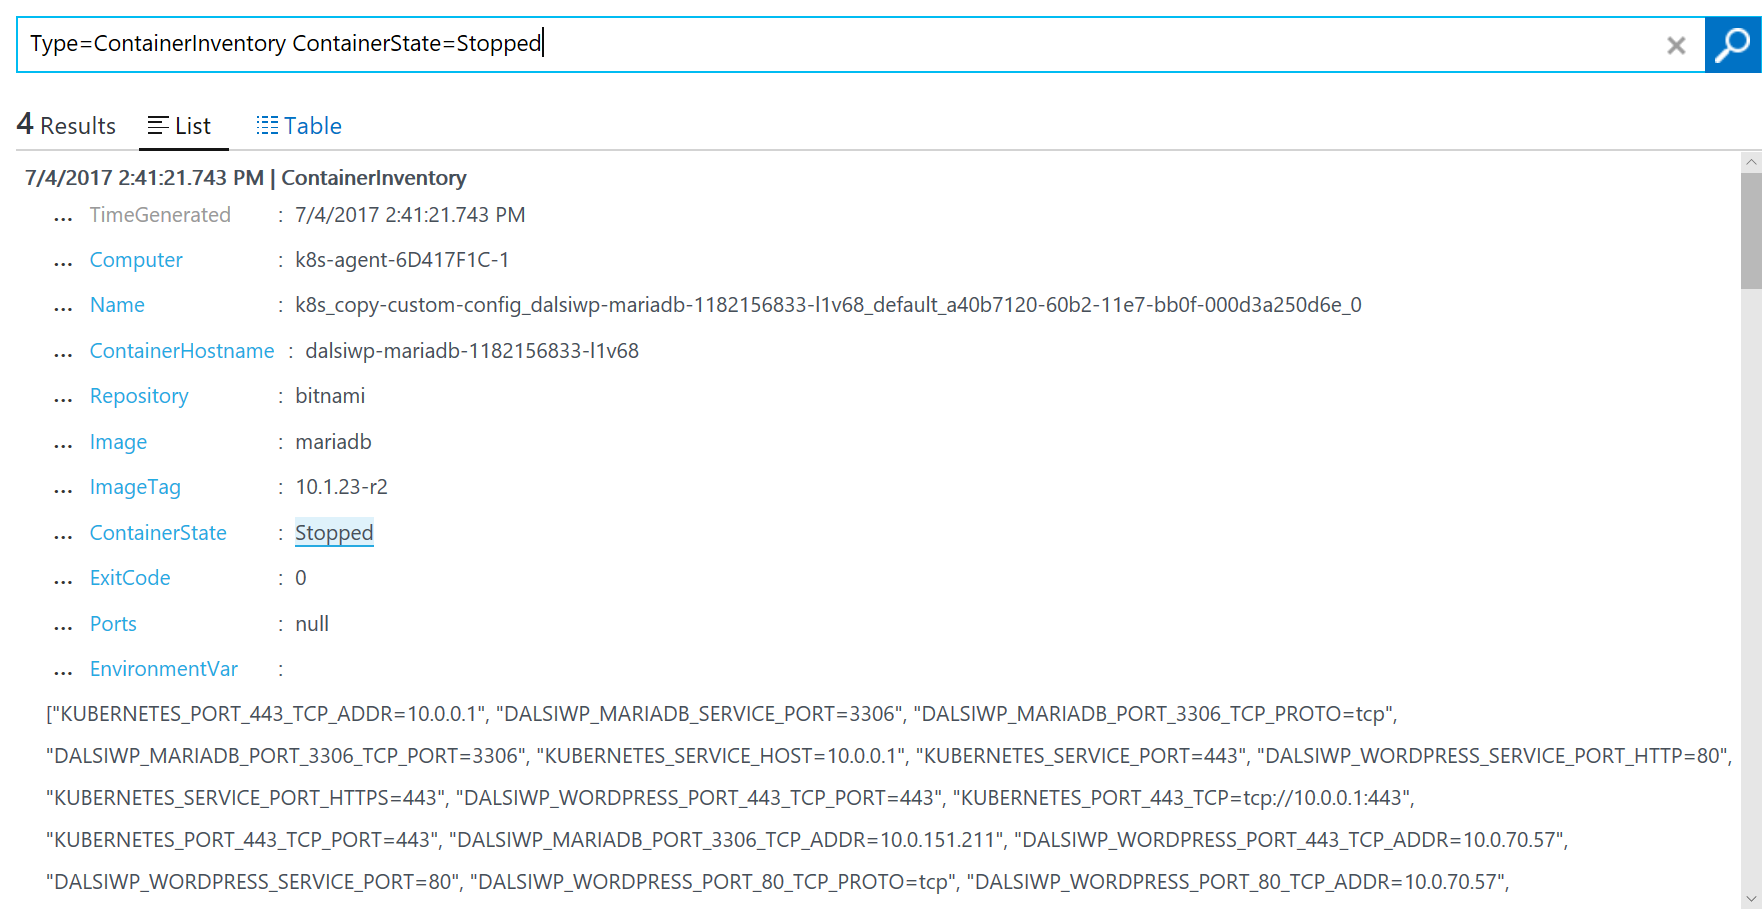 Type=ContainerInventory ContainerState=Stopped
4 Results List Table
7/4/2017 2:41:21.743 PM | ContainerInventory
... TimeGenerated : 7/4/2017 2:41:21.743 PM
... Computer : k8s-agent-6D417F1C-1
... Name : k8s_copy-custom-config_dalsiwp-mariadb-1182156833-l1v68_default_a40b7120-60b2-11e7-bb0f-000d3a250d6e_0
... ContainerHostname : dalsiwp-mariadb-1182156833-l1v68
... Repository : bitnami
... Image : mariadb
... ImageTag : 10.1.23-r2
... ContainerState : Stopped
... ExitCode : 0
... Ports : null
... EnvironmentVar :
["KUBERNETES_PORT_443_TCP_ADDR=10.0.0.1", "DALSIWP_MARIADB_SERVICE_PORT=3306", "DALSIWP_MARIADB_PORT_3306_TCP_PROTO=tcp",
"DALSIWP_MARIADB_PORT_3306_TCP_PORT=3306", "KUBERNETES_SERVICE_HOST=10.0.0.1", "KUBERNETES_SERVICE_PORT=443", "DALSIWP_WORDPRESS_SERVICE_PORT_HTTP=80",
"KUBERNETES_SERVICE_PORT_HTTPS=443", "DALSIWP_WORDPRESS_PORT_443_TCP_PORT=443", "KUBERNETES_PORT_443_TCP=tcp://10.0.0.1:443",
"KUBERNETES_PORT_443_TCP_PORT=443", "DALSIWP_MARIADB_PORT_3306_TCP_ADDR=10.0.151.211", "DALSIWP_WORDPRESS_PORT_443_TCP_ADDR=10.0.70.57",
"DALSIWP_WORDPRESS_SERVICE_PORT=80", "DALSIWP_WORDPRESS_PORT_80_TCP_PROTO=tcp", "DALSIWP_WORDPRESS_PORT_80_TCP_ADDR=10.0.70.57",